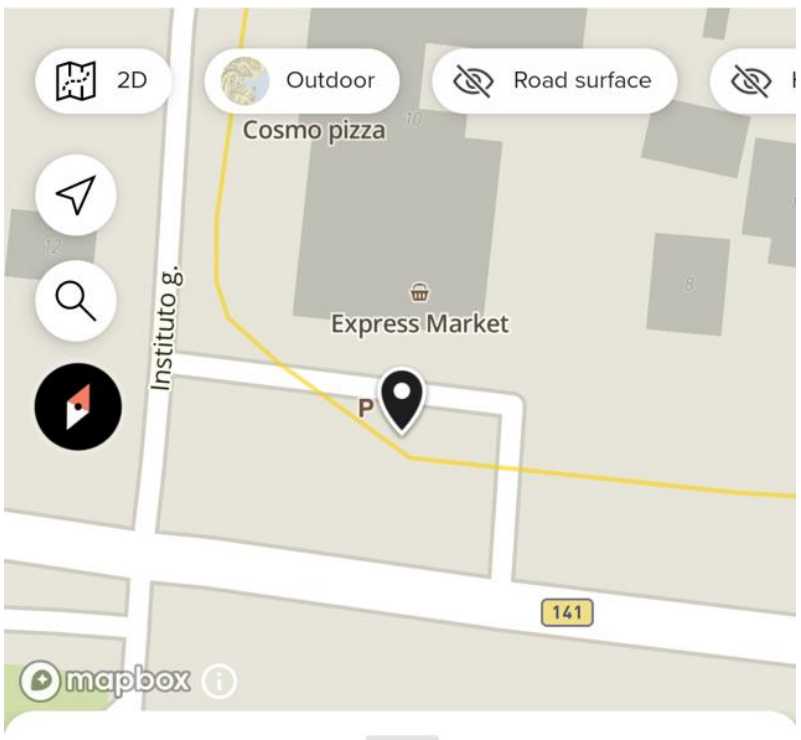 2D
Outdoor
Road surface
Cosmo pizza
10
12
8
Instituto g.
Express Market
P
141
mapbox